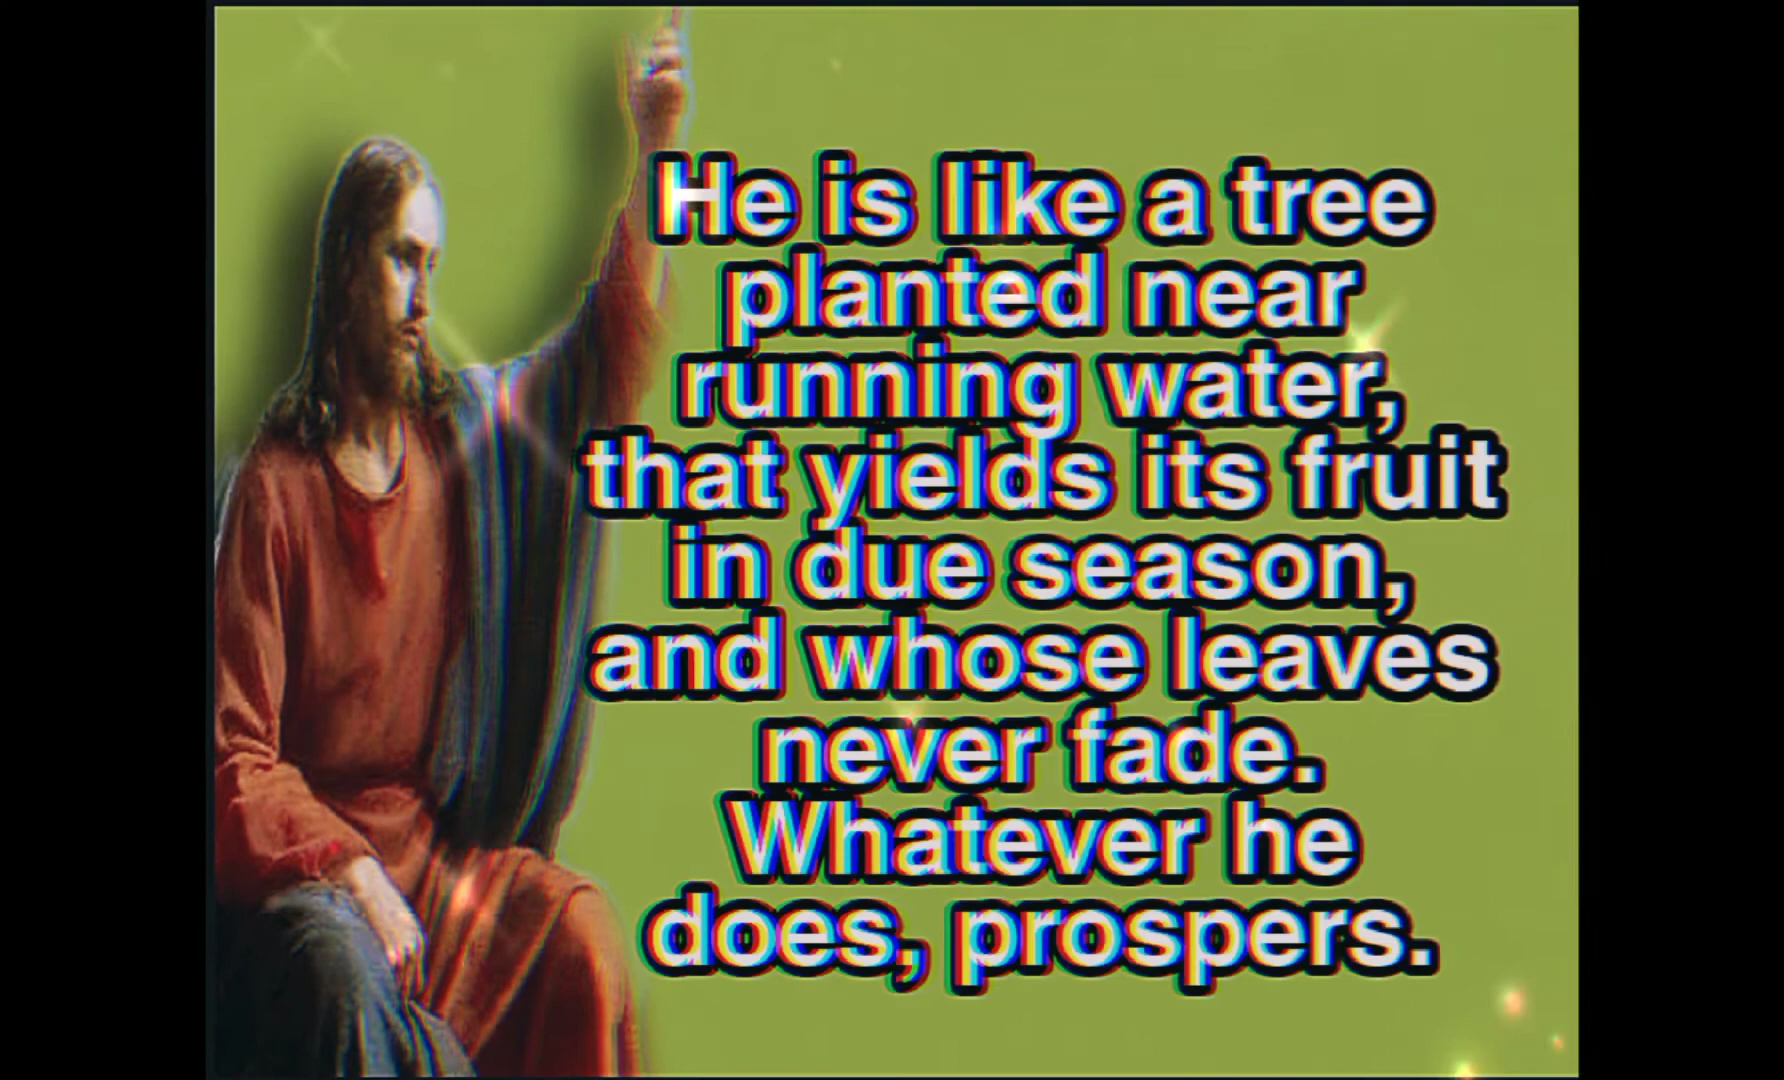 He is like a tree
planted near
running water,
that yields its fruit
in due season,
and whose leaves
never fade.
Whatever he
does, prospers.